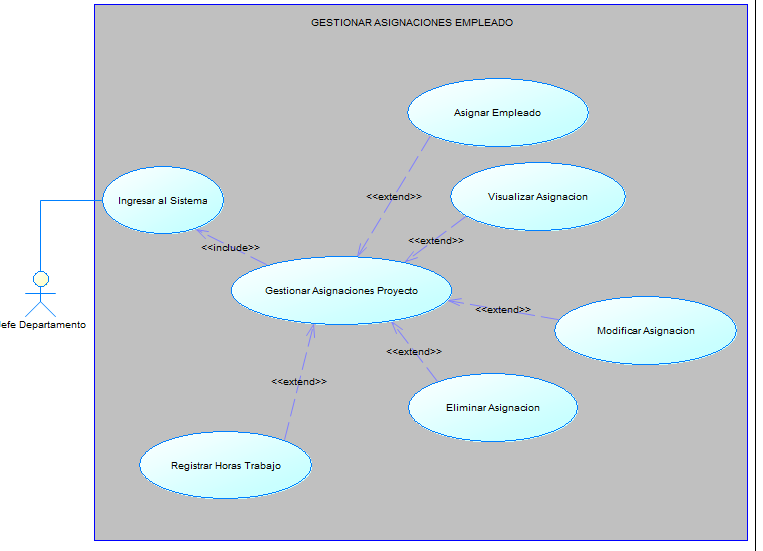 GESTIONAR ASIGNACIONES EMPLEADO
Asignar Empleado
<<extend>>
Visualizar Asignacion
Ingresar al Sistema
<<extend>>
<<include>>
Gestionar Asignaciones Proyecto
<<extend>>
efe Departamento
Modificar Asignacion
<<extend>>
<<extend>>
Eliminar Asignacion
Registrar Horas Trabajo